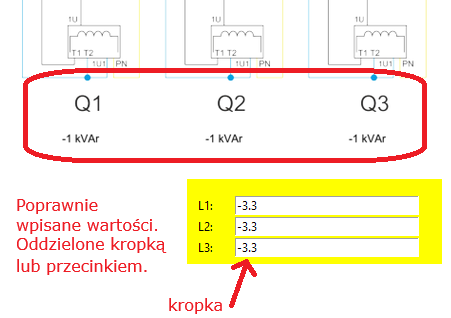 1U 1U 1U
T1 T2 T1 T2 T1 T2
1U1 PN 1U1 PN 1U1 PN
Q1 Q2 Q3
-1 kVAr -1 kVAr -1 kVAr
Poprawnie
wpisane wartości.
Oddzielone kropką
lub przecinkiem.
L1: -3.3
L2: -3.3
L3: -3.3
kropka